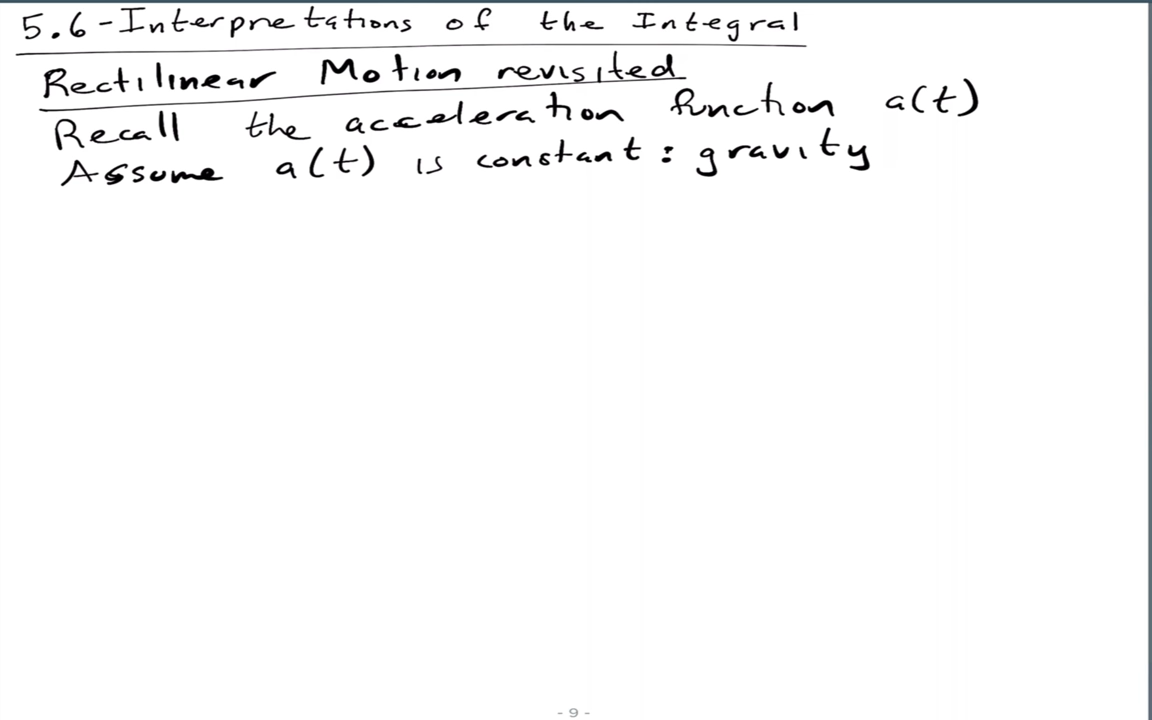 5.6-Interpretations of the Integral
Rectilinear Motion revisited
Recall the acceleration function a(t)
Assume a(t) is constant: gravity
- 9 -